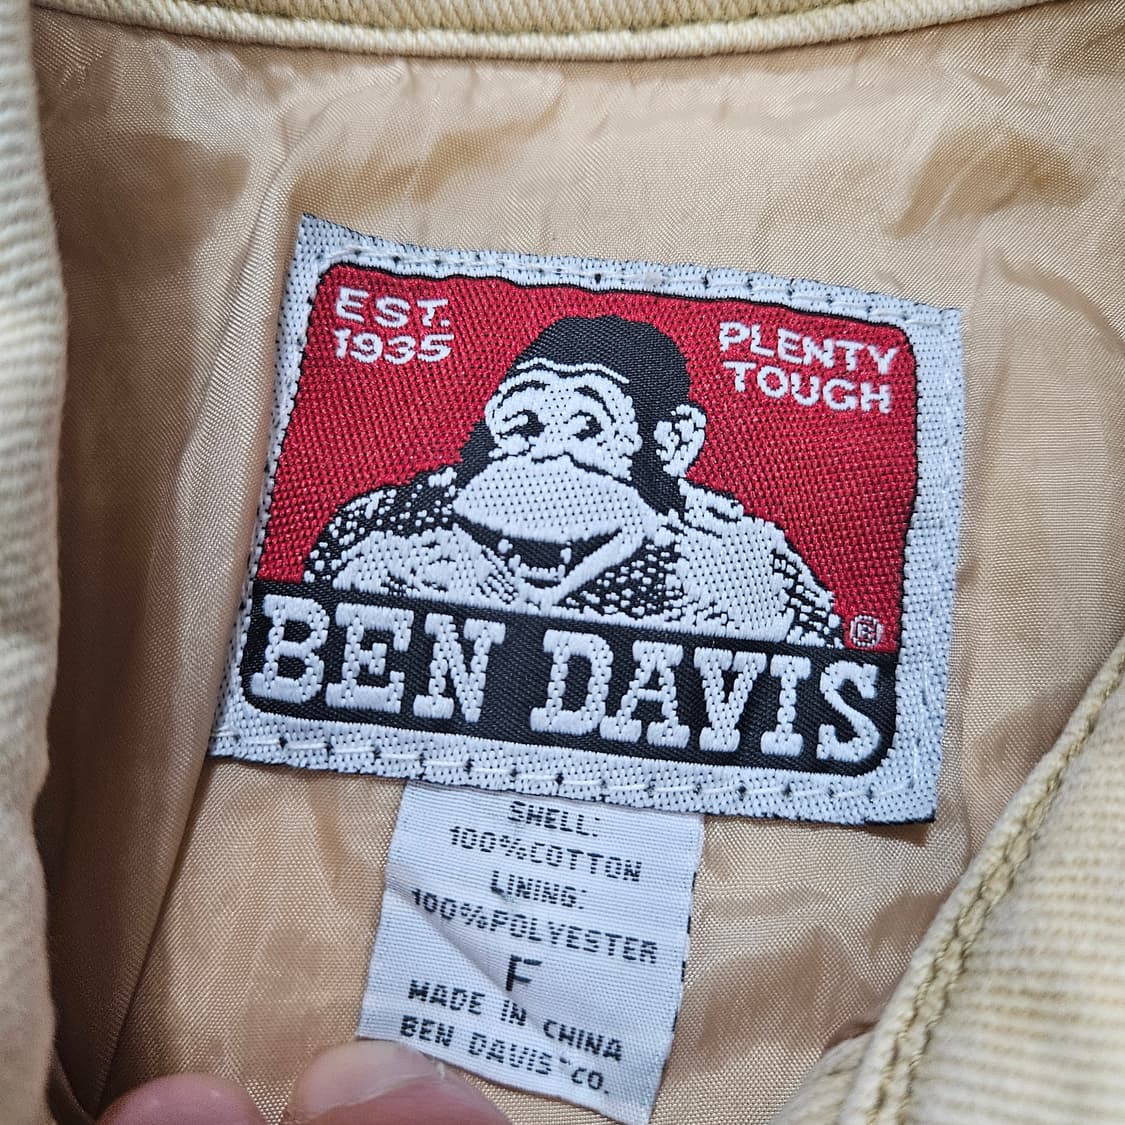 EST.
1935
PLENTY
TOUGH
BEN DAVIS®
SHELL:
100%COTTON
LINING:
100%POLYESTER
F
MADE IN CHINA
BEN DAVIS CO.